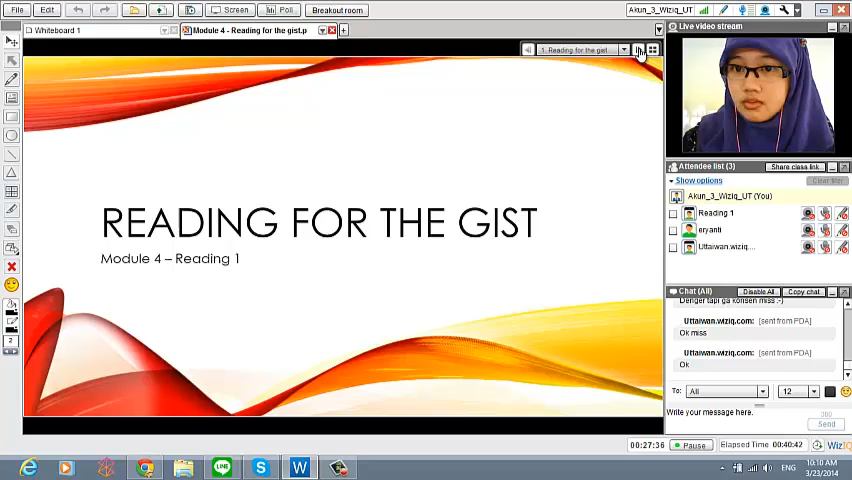 File Edit Screen Poll Breakout room Akun_3_Wiziq_UT
Whiteboard 1 Module 4 - Reading for the gist.p
1. Reading for the gist
Live video stream
READING FOR THE GIST
Module 4 – Reading 1
Attendee list (3) Share class link
Show options Clear filter
Akun_3_Wiziq_UT (You)
Reading 1
eryanti
Uttaiwan.wiziq....
Chat (All) Disable All Copy chat
Denger tapi ga konsen miss :-)
Uttaiwan.wiziq.com: [sent from PDA]
Ok miss
Uttaiwan.wiziq.com: [sent from PDA]
Ok
2
To: All 12
Write your message here.
300
Send
00:27:36 Pause Elapsed Time 00:40:42 WizIQ
ENG 10:10 AM
3/23/2014